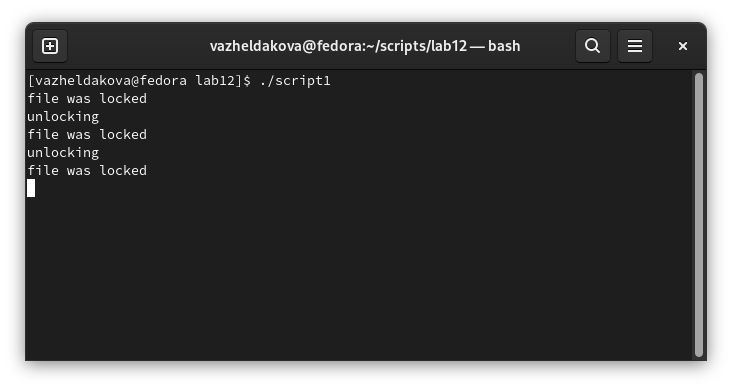 vazheldakova@fedora:~/scripts/lab12 — bash
[vazheldakova@fedora lab12]$ ./script1
file was locked
unlocking
file was locked
unlocking
file was locked